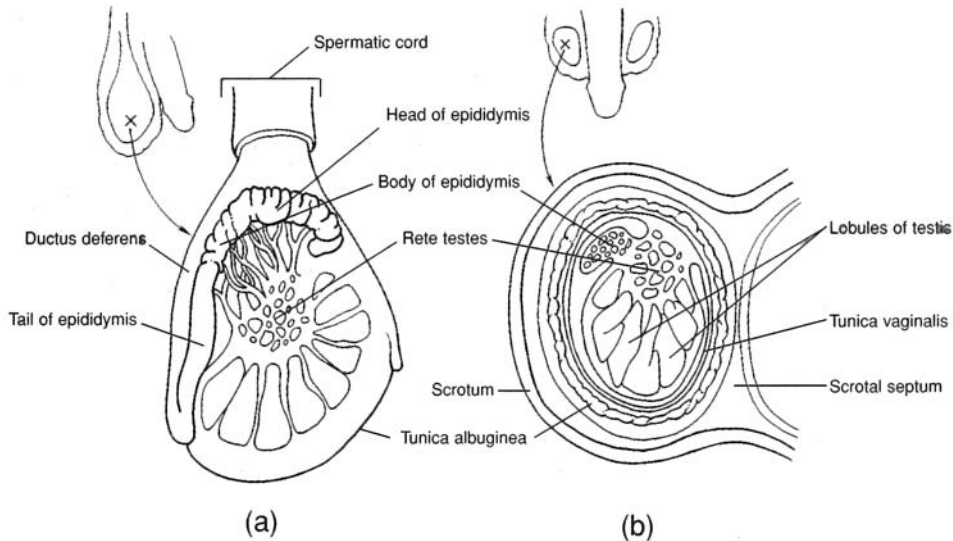 Spermatic cord
Head of epididymis
Body of epididymis
Ductus deferens
Rete testes
Lobules of testis
Tail of epididymis
Tunica vaginalis
Scrotum
Scrotal septum
Tunica albuginea
(a)
(b)